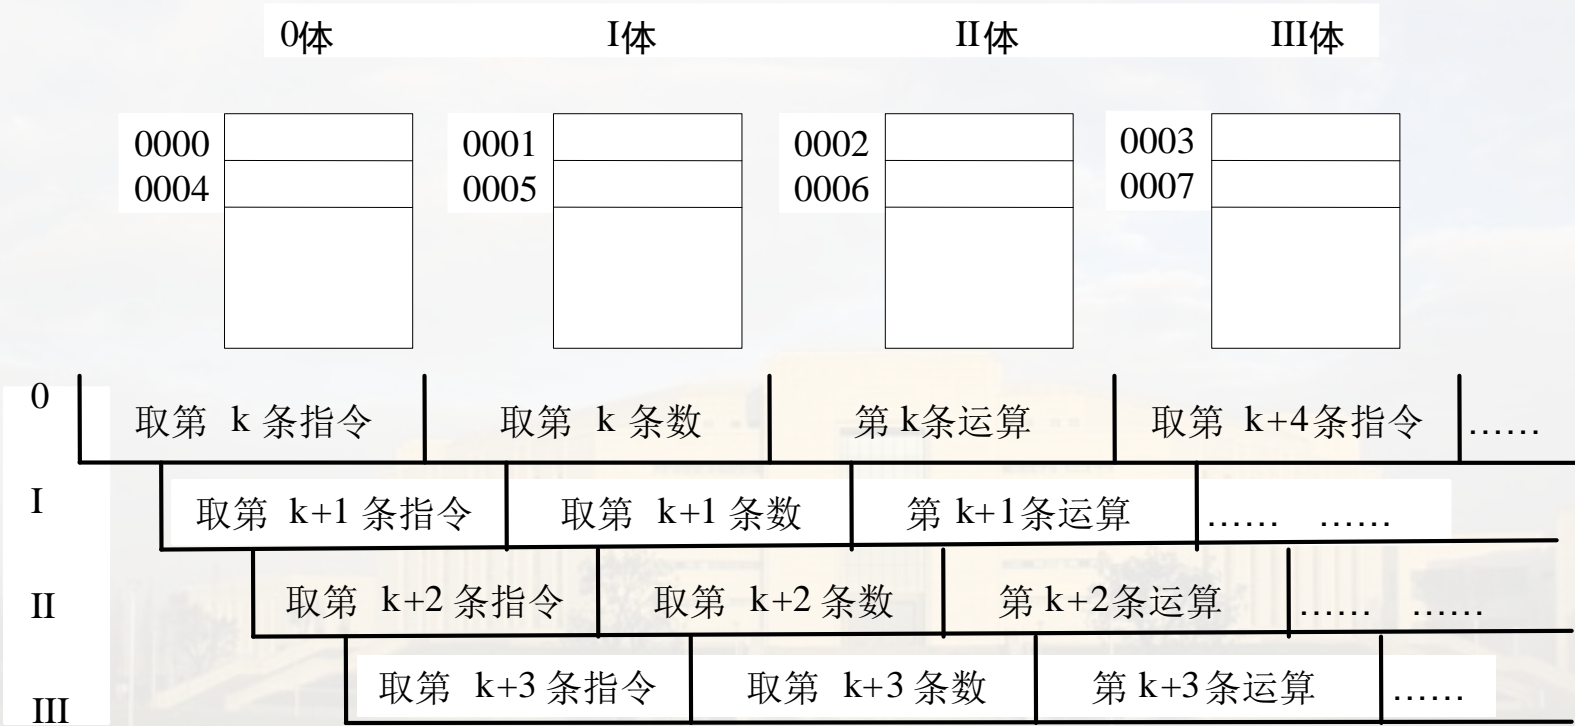 0体 I体 II体 III体
0000 0001 0002 0003
0004 0005 0006 0007
0 取第 k 条指令 取第 k 条数 第 k条运算 取第 k+4条指令 ……
I 取第 k+1 条指令 取第 k+1 条数 第 k+1条运算 …… ……
II 取第 k+2 条指令 取第 k+2 条数 第 k+2条运算 …… ……
III 取第 k+3 条指令 取第 k+3 条数 第 k+3条运算 ……